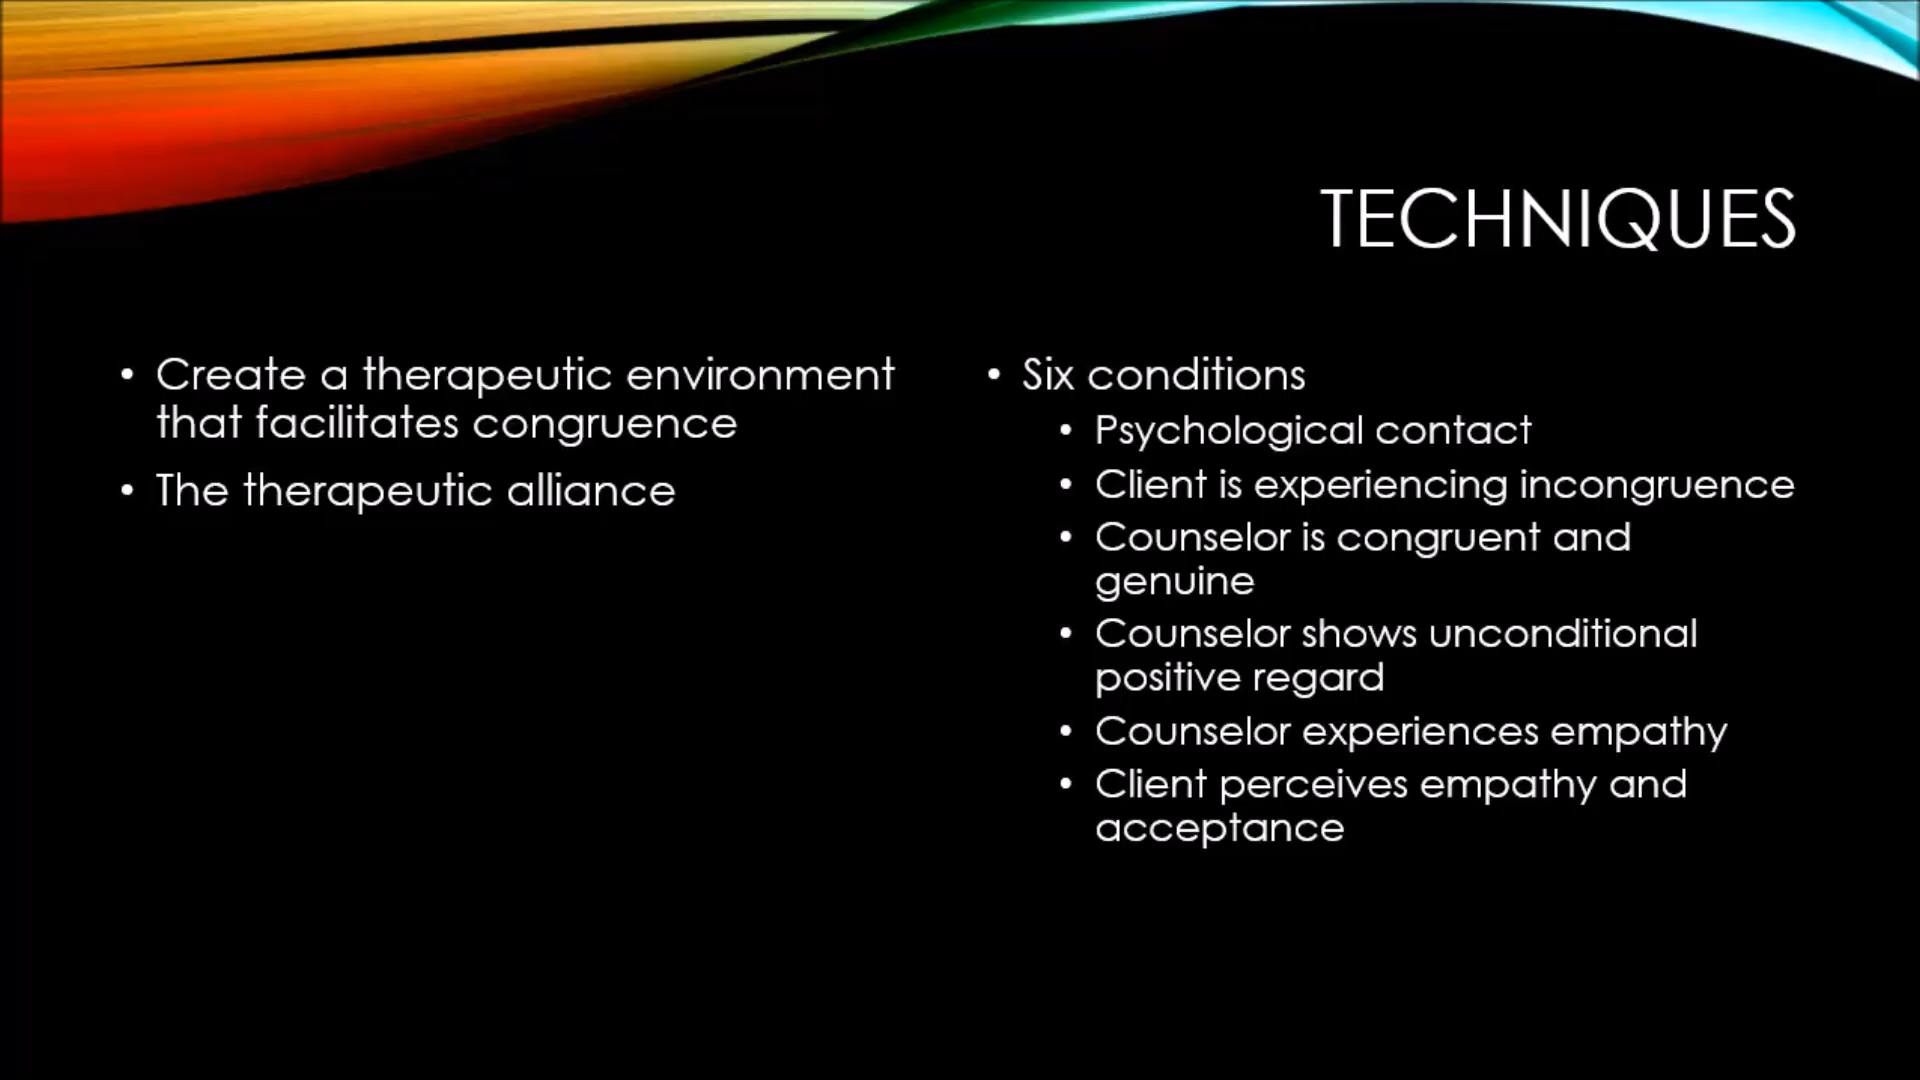 TECHNIQUES
• Create a therapeutic environment
that facilitates congruence
• The therapeutic alliance
• Six conditions
• Psychological contact
• Client is experiencing incongruence
• Counselor is congruent and
genuine
• Counselor shows unconditional
positive regard
• Counselor experiences empathy
• Client perceives empathy and
acceptance